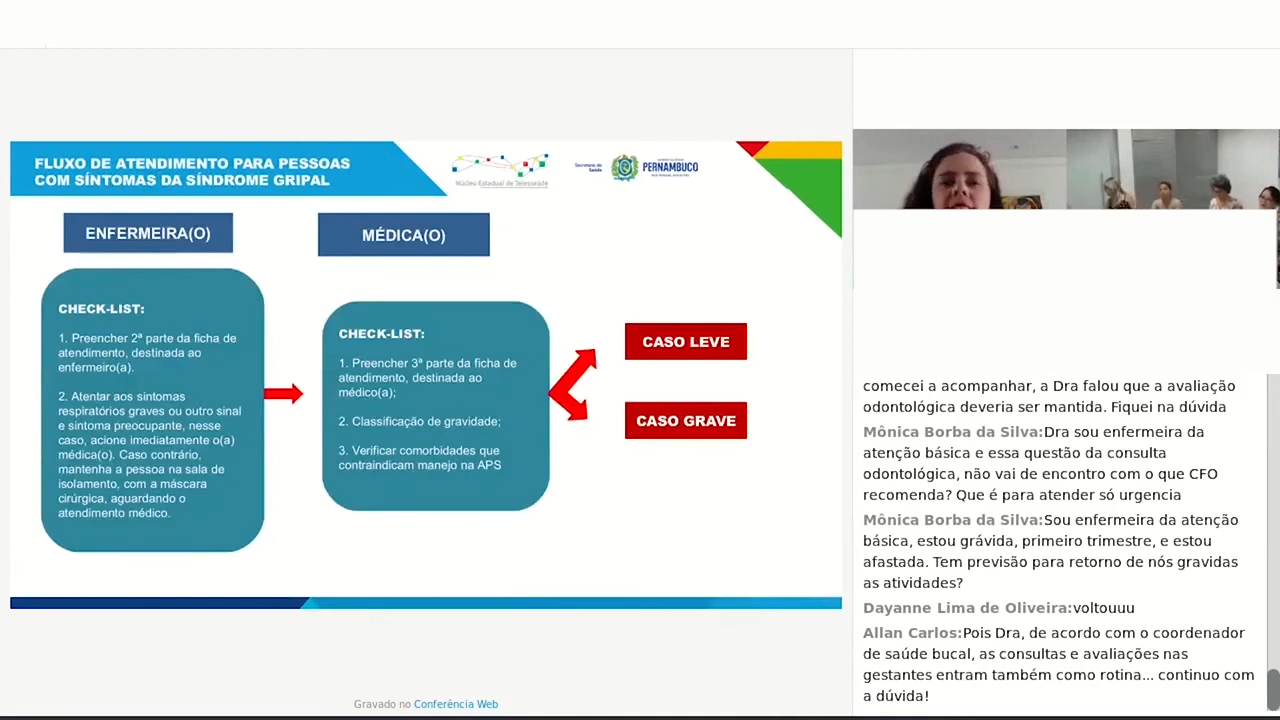 FLUXO DE ATENDIMENTO PARA PESSOAS
COM SÍNTOMAS DA SÍNDROME GRIPAL
Núcleo Estadual de Telessaúde
Secretaria de
Saúde
PERNAMBUCO
ENFERMEIRA(O)
MÉDICA(O)
CHECK-LIST:
1. Preencher 2ª parte da ficha de
atendimento, destinada ao
enfermeiro(a).
2. Atentar aos sintomas
respiratórios graves ou outro sinal
e sintoma preocupante, nesse
caso, acione imediatamente o(a)
médica(o). Caso contrário,
mantenha a pessoa na sala de
isolamento, com a máscara
cirúrgica, aguardando o
atendimento médico.
CHECK-LIST:
1. Preencher 3ª parte da ficha de
atendimento, destinada ao
médico(a);
2. Classificação de gravidade;
3. Verificar comorbidades que
contraindicam manejo na APS
CASO LEVE
CASO GRAVE
Gravado no Conferência Web
comecei a acompanhar, a Dra falou que a avaliação
odontológica deveria ser mantida. Fiquei na dúvida
Mônica Borba da Silva:Dra sou enfermeira da
atenção básica e essa questão da consulta
odontológica, não vai de encontro com o que CFO
recomenda? Que é para atender só urgencia
Mônica Borba da Silva:Sou enfermeira da atenção
básica, estou grávida, primeiro trimestre, e estou
afastada. Tem previsão para retorno de nós gravidas
as atividades?
Dayanne Lima de Oliveira:voltouuu
Allan Carlos:Pois Dra, de acordo com o coordenador
de saúde bucal, as consultas e avaliações nas
gestantes entram também como rotina... continuo com
a dúvida!